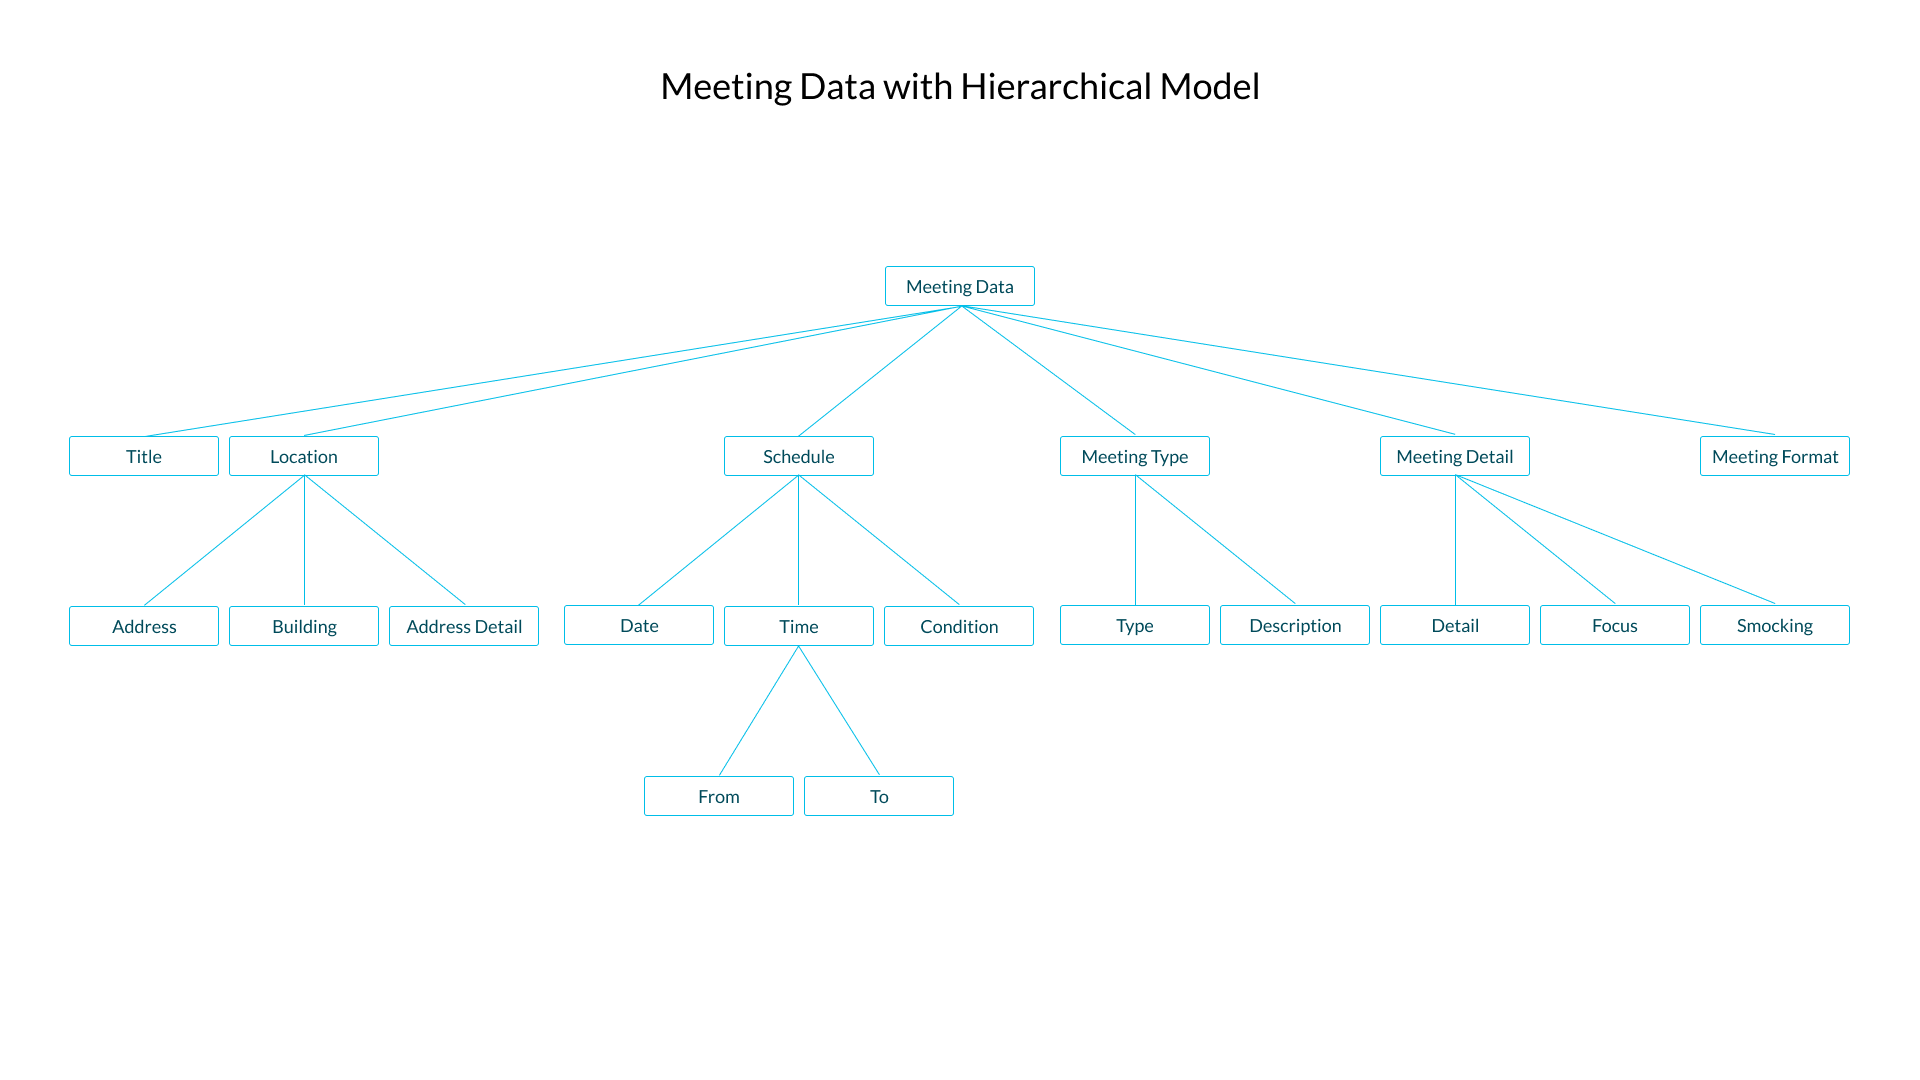 Meeting Data with Hierarchical Model
Meeting Data
Title
Location
Schedule
Meeting Type
Meeting Detail
Meeting Format
Address
Building
Address Detail
Date
Time
Condition
Type
Description
Detail
Focus
Smocking
From
To